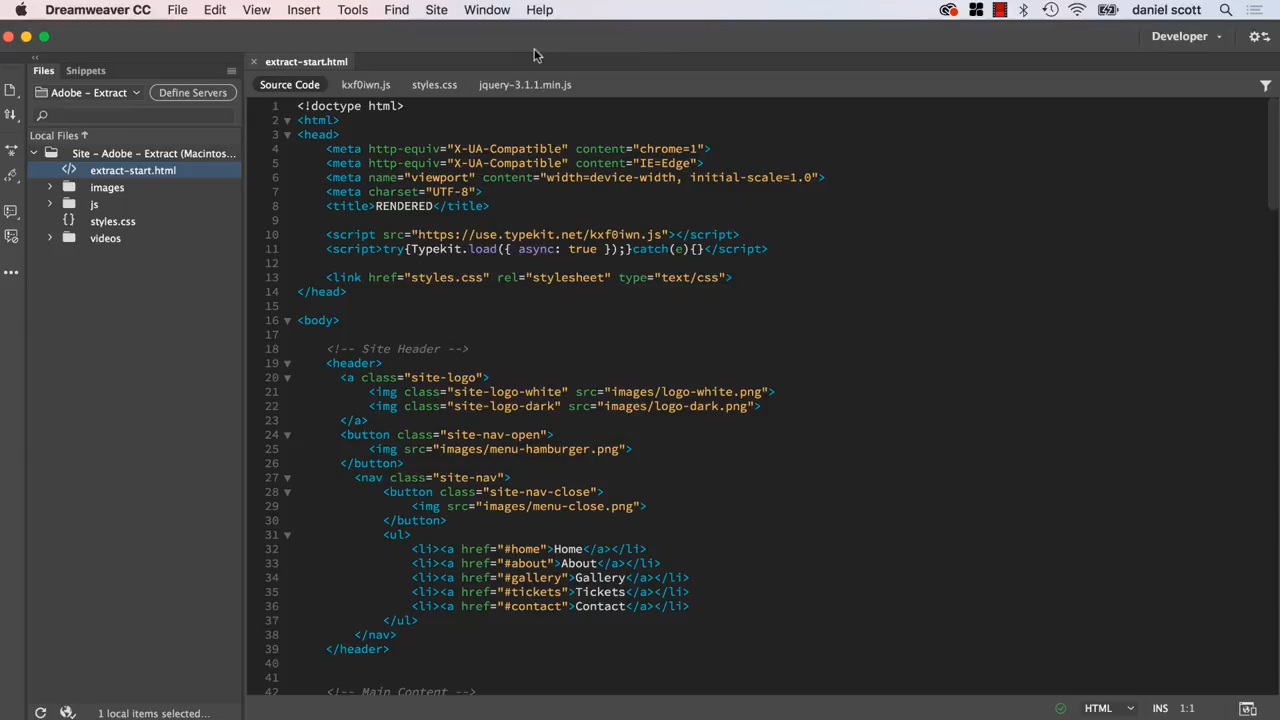 Dreamweaver CC File Edit View Insert Tools Find Site Window Help daniel scott
Developer
Files Snippets
extract-start.html
Source Code kxf0iwn.js styles.css jquery-3.1.1.min.js
Adobe – Extract Define Servers
Local Files ↑
Site – Adobe – Extract (Macintos...
extract-start.html
images
js
styles.css
videos
1 <!doctype html>
2 <html>
3 <head>
4 <meta http-equiv="X-UA-Compatible" content="chrome=1">
5 <meta http-equiv="X-UA-Compatible" content="IE=Edge">
6 <meta name="viewport" content="width=device-width, initial-scale=1.0">
7 <meta charset="UTF-8">
8 <title>RENDERED</title>
9
10 <script src="https://use.typekit.net/kxf0iwn.js"></script>
11 <script>try{Typekit.load({ async: true });}catch(e){}</script>
12
13 <link href="styles.css" rel="stylesheet" type="text/css">
14 </head>
15
16 <body>
17
18 <!-- Site Header -->
19 <header>
20 <a class="site-logo">
21 <img class="site-logo-white" src="images/logo-white.png">
22 <img class="site-logo-dark" src="images/logo-dark.png">
23 </a>
24 <button class="site-nav-open">
25 <img src="images/menu-hamburger.png">
26 </button>
27 <nav class="site-nav">
28 <button class="site-nav-close">
29 <img src="images/menu-close.png">
30 </button>
31 <ul>
32 <li><a href="#home">Home</a></li>
33 <li><a href="#about">About</a></li>
34 <li><a href="#gallery">Gallery</a></li>
35 <li><a href="#tickets">Tickets</a></li>
36 <li><a href="#contact">Contact</a></li>
37 </ul>
38 </nav>
39 </header>
40
41
42 <!-- Main Content -->
1 local items selected... HTML INS 1:1